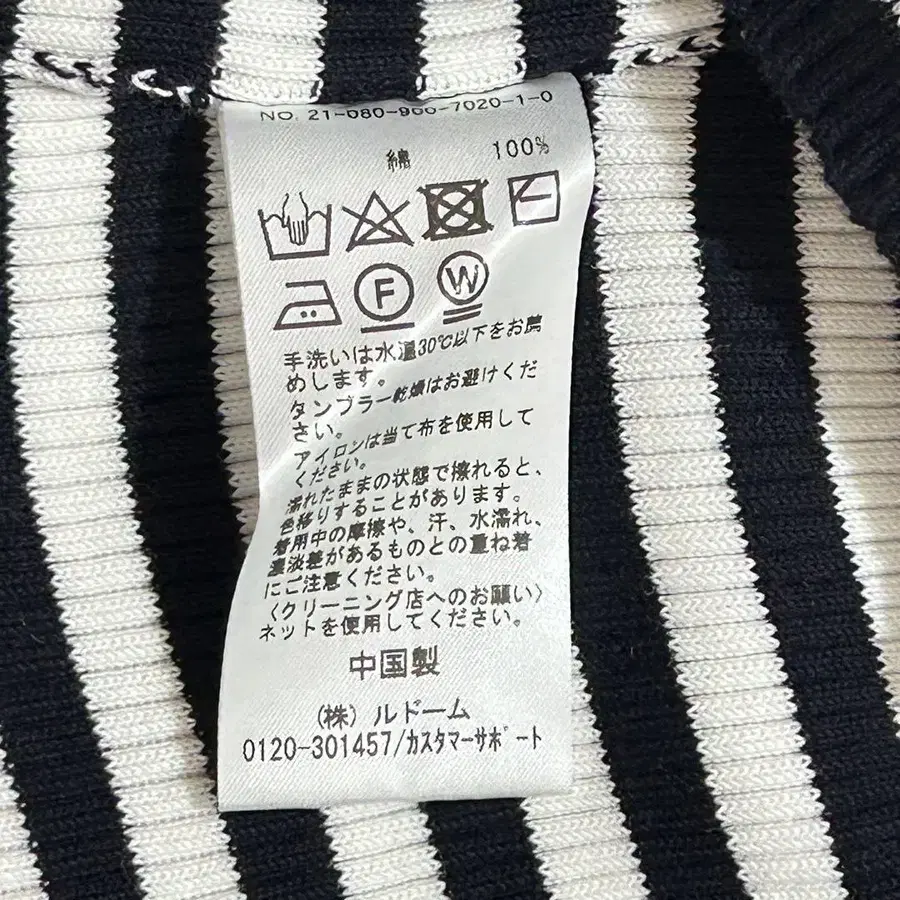 NO. 21-080-900-7020-1-0
綿 100%
F W
手洗いは水温30℃以下をお薦
めします。
タンブラー乾燥はお避けくだ
さい。
アイロンは当て布を使用して
ください。
濡れたままの状態で擦れると、
色移りすることがあります。
着用中の摩擦や、汗、水濡れ、
濃淡差があるものとの重ね着
にご注意ください。
〈クリーニング店へのお願い〉
ネットを使用してください。
中国製
(株) ルドーム
0120-301457/カスタマーサポート